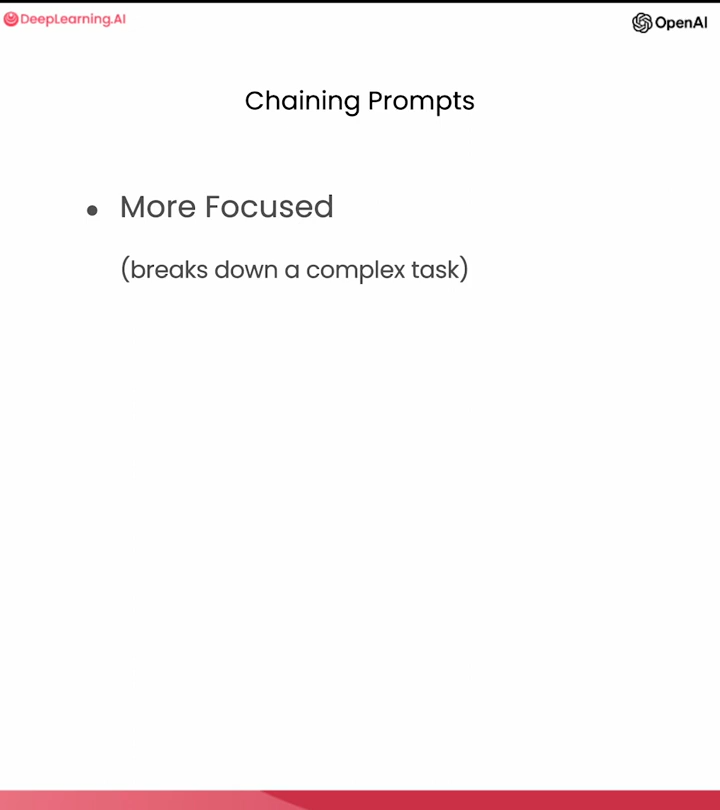 DeepLearning.AI
OpenAI
Chaining Prompts
• More Focused
(breaks down a complex task)